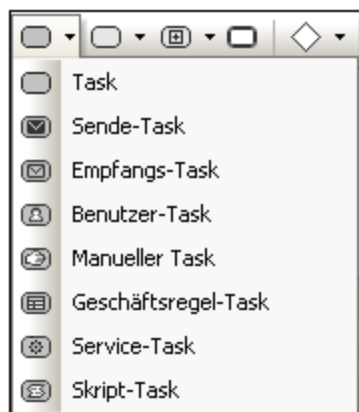 Task
Sende-Task
Empfangs-Task
Benutzer-Task
Manueller Task
Geschäftsregel-Task
Service-Task
Skript-Task